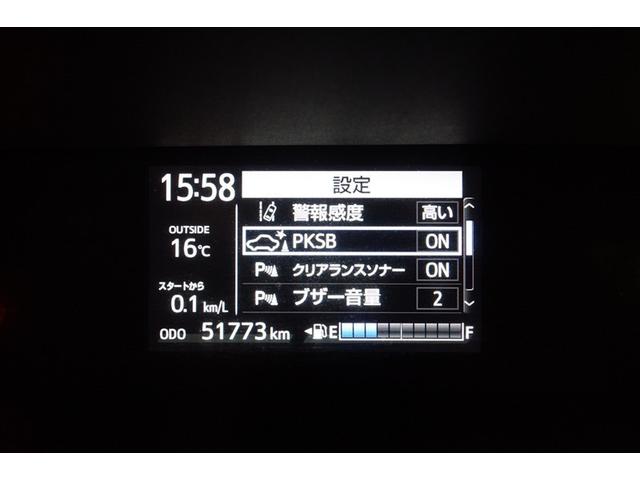 15:58
設定
警報感度 高い
OUTSIDE
16℃
PKSB ON
クリアランスソナー ON
スタートから
0.1 km/L
ブザー音量 2
ODO 51773 km
E F